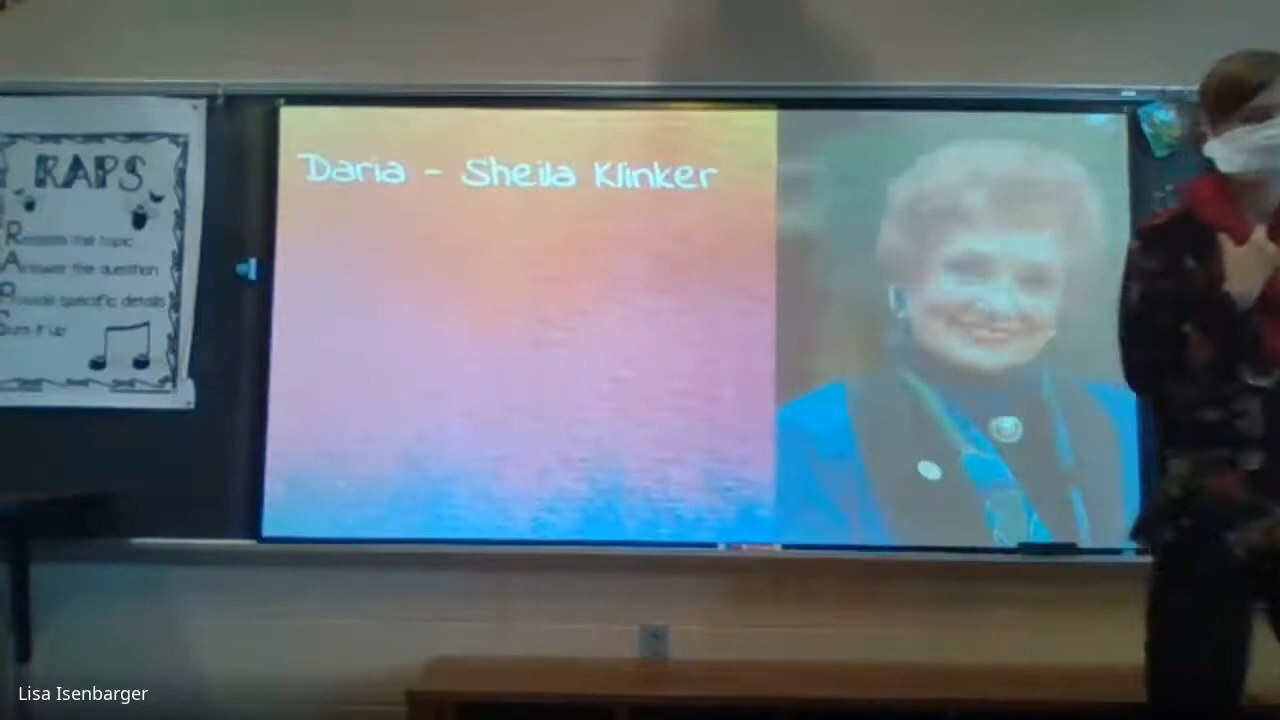 RAPS
Restate the topic
Answer the question
Provide specific details
Sum it up
Daria - Sheila Klinker
Lisa Isenbarger